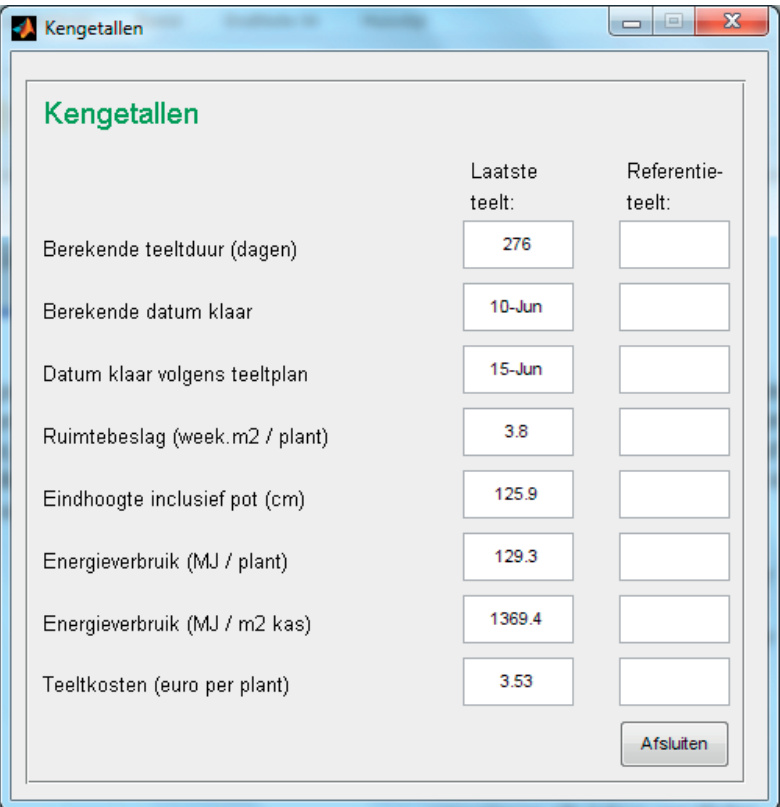 Kengetallen
Kengetallen
Laatste Referentie-
teelt: teelt:
Berekende teeltduur (dagen) 276
Berekende datum klaar 10-Jun
Datum klaar volgens teeltplan 15-Jun
Ruimtebeslag (week.m2 / plant) 3.8
Eindhoogte inclusief pot (cm) 125.9
Energieverbruik (MJ / plant) 129.3
Energieverbruik (MJ / m2 kas) 1369.4
Teeltkosten (euro per plant) 3.53
Afsluiten